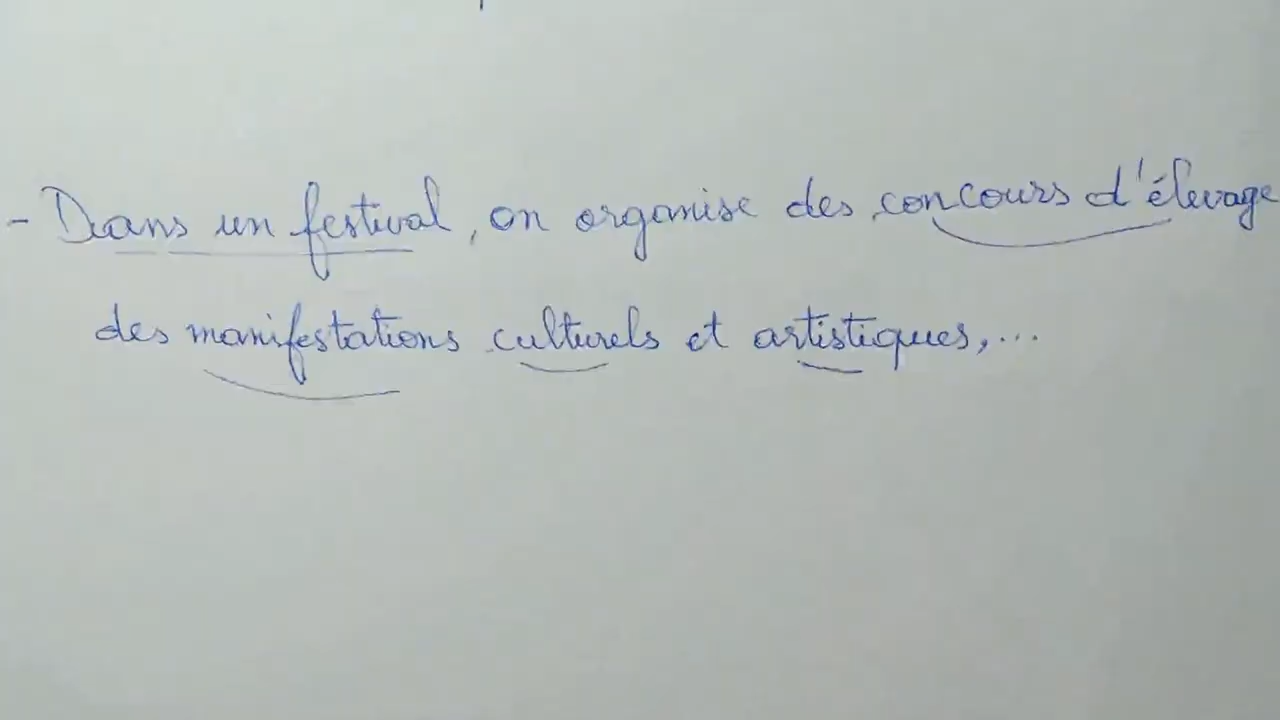 - Dans un festival, on organise des concours d'élevage
des manifestations culturels et artistiques,...